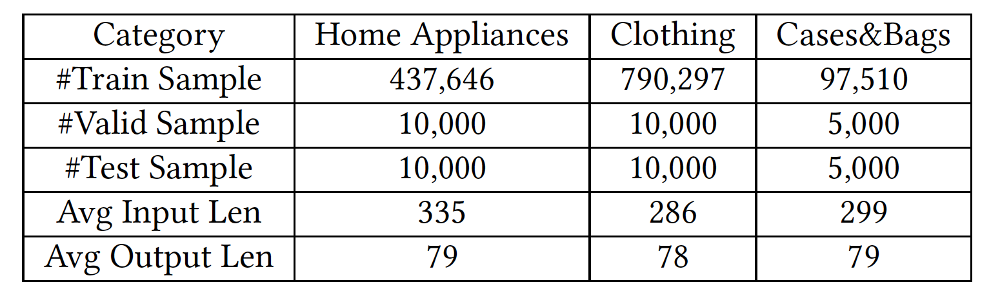 Category Home Appliances Clothing Cases&Bags
#Train Sample 437,646 790,297 97,510
#Valid Sample 10,000 10,000 5,000
#Test Sample 10,000 10,000 5,000
Avg Input Len 335 286 299
Avg Output Len 79 78 79